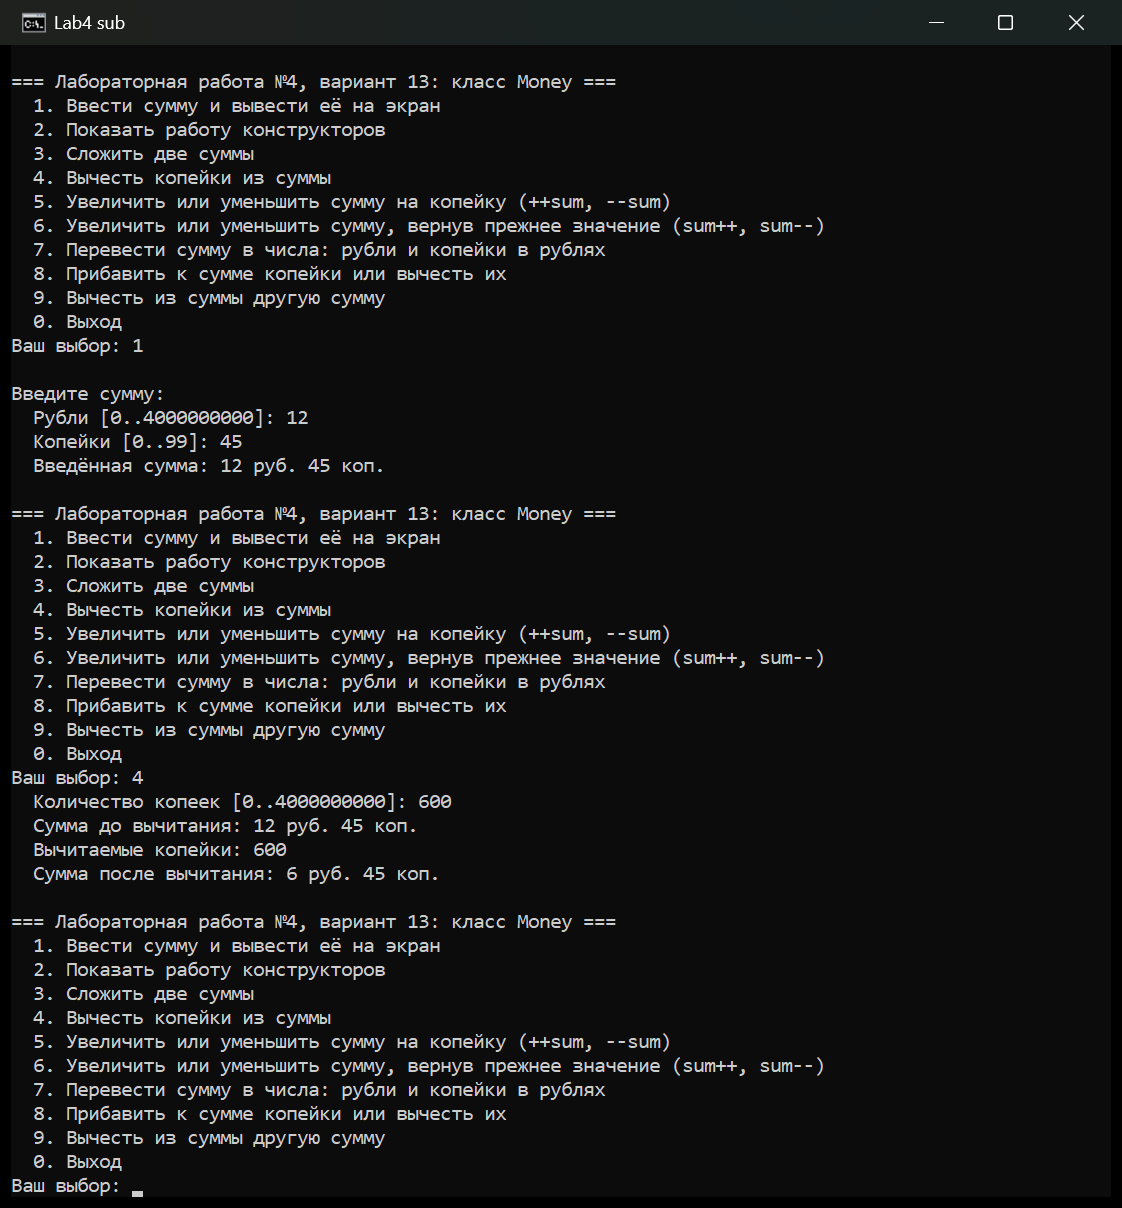 Lab4 sub
=== Лабораторная работа №4, вариант 13: класс Money ===
1. Ввести сумму и вывести её на экран
2. Показать работу конструкторов
3. Сложить две суммы
4. Вычесть копейки из суммы
5. Увеличить или уменьшить сумму на копейку (++sum, --sum)
6. Увеличить или уменьшить сумму, вернув прежнее значение (sum++, sum--)
7. Перевести сумму в числа: рубли и копейки в рублях
8. Прибавить к сумме копейки или вычесть их
9. Вычесть из суммы другую сумму
0. Выход
Ваш выбор: 1
Введите сумму:
Рубли [0..4000000000]: 12
Копейки [0..99]: 45
Введённая сумма: 12 руб. 45 коп.
=== Лабораторная работа №4, вариант 13: класс Money ===
1. Ввести сумму и вывести её на экран
2. Показать работу конструкторов
3. Сложить две суммы
4. Вычесть копейки из суммы
5. Увеличить или уменьшить сумму на копейку (++sum, --sum)
6. Увеличить или уменьшить сумму, вернув прежнее значение (sum++, sum--)
7. Перевести сумму в числа: рубли и копейки в рублях
8. Прибавить к сумме копейки или вычесть их
9. Вычесть из суммы другую сумму
0. Выход
Ваш выбор: 4
Количество копеек [0..4000000000]: 600
Сумма до вычитания: 12 руб. 45 коп.
Вычитаемые копейки: 600
Сумма после вычитания: 6 руб. 45 коп.
=== Лабораторная работа №4, вариант 13: класс Money ===
1. Ввести сумму и вывести её на экран
2. Показать работу конструкторов
3. Сложить две суммы
4. Вычесть копейки из суммы
5. Увеличить или уменьшить сумму на копейку (++sum, --sum)
6. Увеличить или уменьшить сумму, вернув прежнее значение (sum++, sum--)
7. Перевести сумму в числа: рубли и копейки в рублях
8. Прибавить к сумме копейки или вычесть их
9. Вычесть из суммы другую сумму
0. Выход
Ваш выбор: